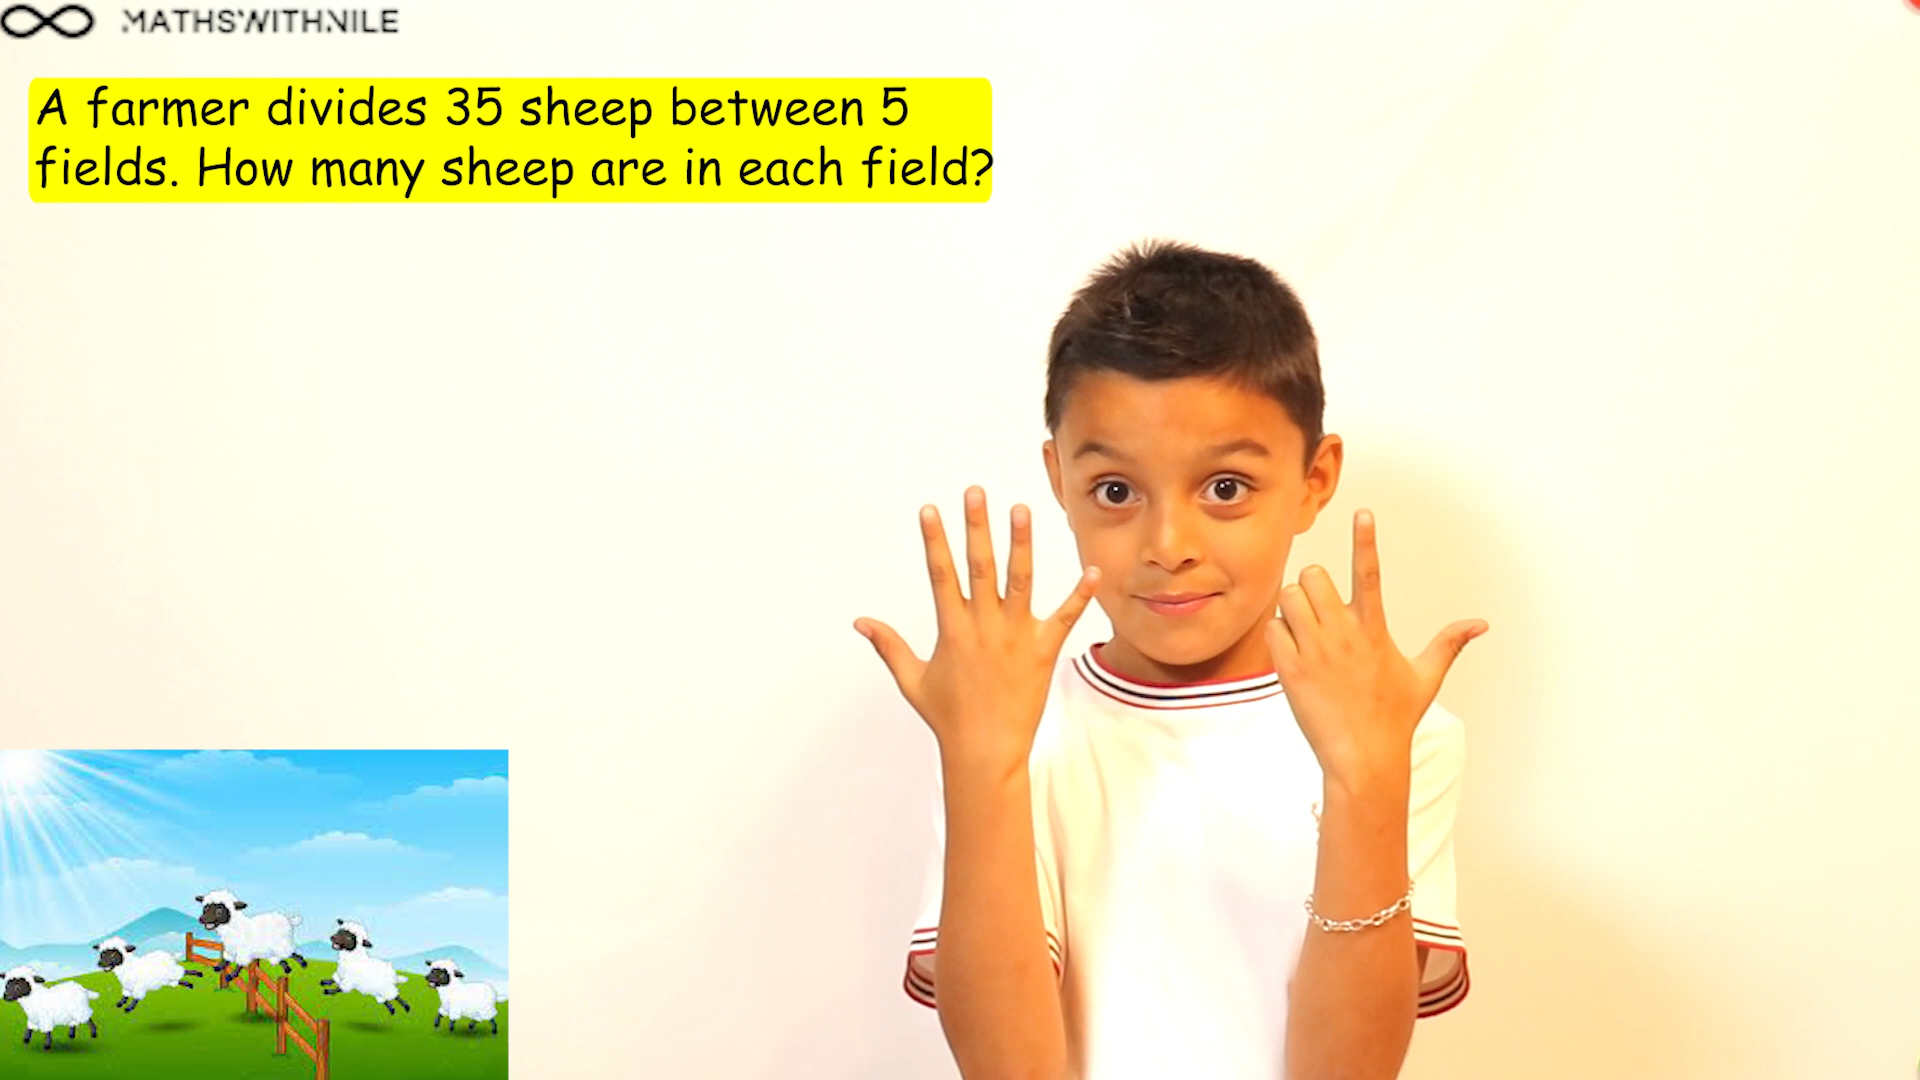 MATHSWITHNILE
A farmer divides 35 sheep between 5
fields. How many sheep are in each field?